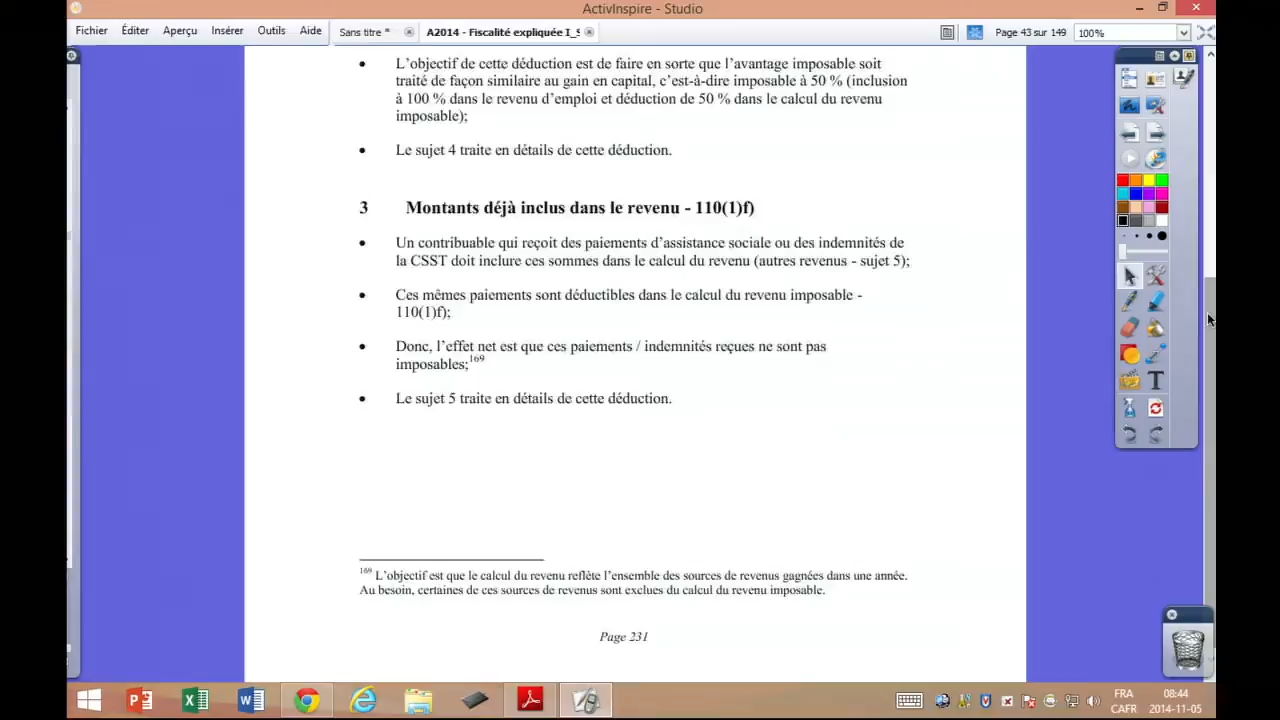 ActivInspire - Studio
Fichier Éditer Aperçu Insérer Outils Aide
Sans titre *
A2014 - Fiscalité expliquée I_S
Page 43 sur 149
100%
• L’objectif de cette déduction est de faire en sorte que l’avantage imposable soit
traité de façon similaire au gain en capital, c’est-à-dire imposable à 50 % (inclusion
à 100 % dans le revenu d’emploi et déduction de 50 % dans le calcul du revenu
imposable);
• Le sujet 4 traite en détails de cette déduction.
3 Montants déjà inclus dans le revenu - 110(1)f)
• Un contribuable qui reçoit des paiements d’assistance sociale ou des indemnités de
la CSST doit inclure ces sommes dans le calcul du revenu (autres revenus - sujet 5);
• Ces mêmes paiements sont déductibles dans le calcul du revenu imposable -
110(1)f);
• Donc, l’effet net est que ces paiements / indemnités reçues ne sont pas
imposables;169
• Le sujet 5 traite en détails de cette déduction.
169 L’objectif est que le calcul du revenu reflète l’ensemble des sources de revenus gagnées dans une année.
Au besoin, certaines de ces sources de revenus sont exclues du calcul du revenu imposable.
Page 231
FRA 08:44
CAFR 2014-11-05